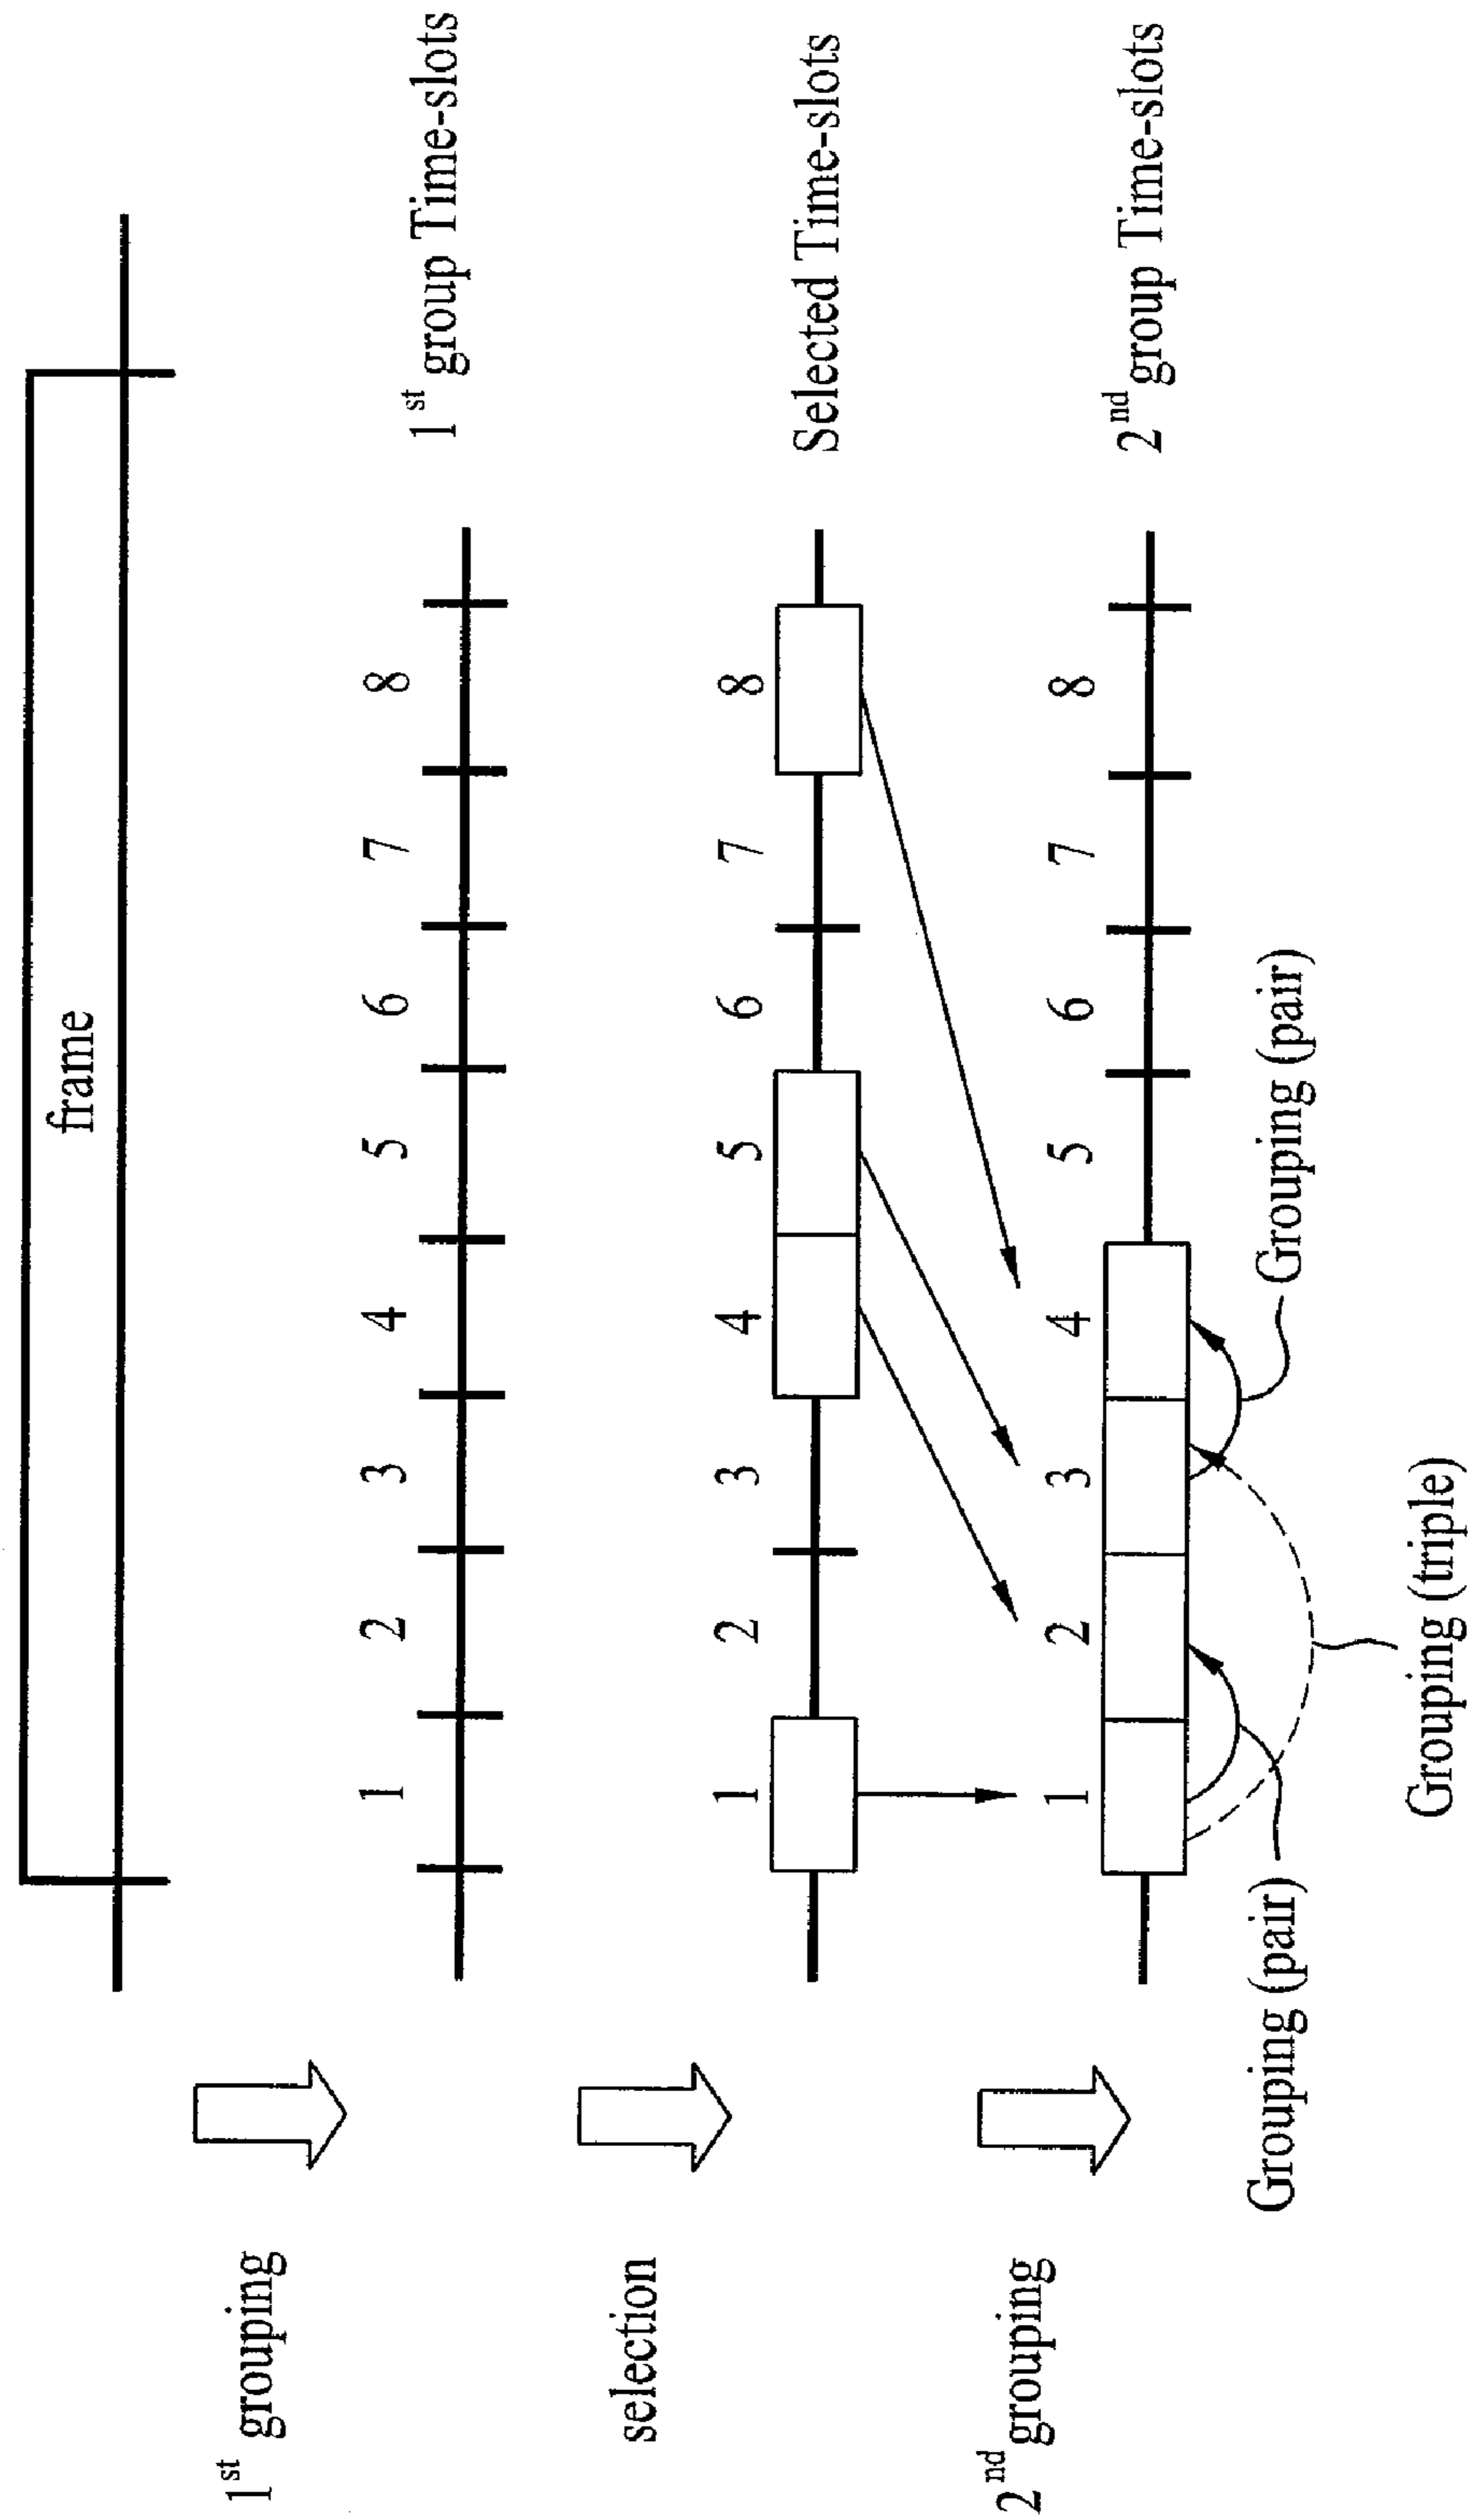 frame
1st grouping
1 2 3 4 5 6 7 8
1st group Time-slots
selection
1 2 3 4 5 6 7 8
Selected Time-slots
2nd grouping
1 2 3 4 5 6 7 8
2nd group Time-slots
Grouping (pair)
Grouping (pair)
Grouping (triple)